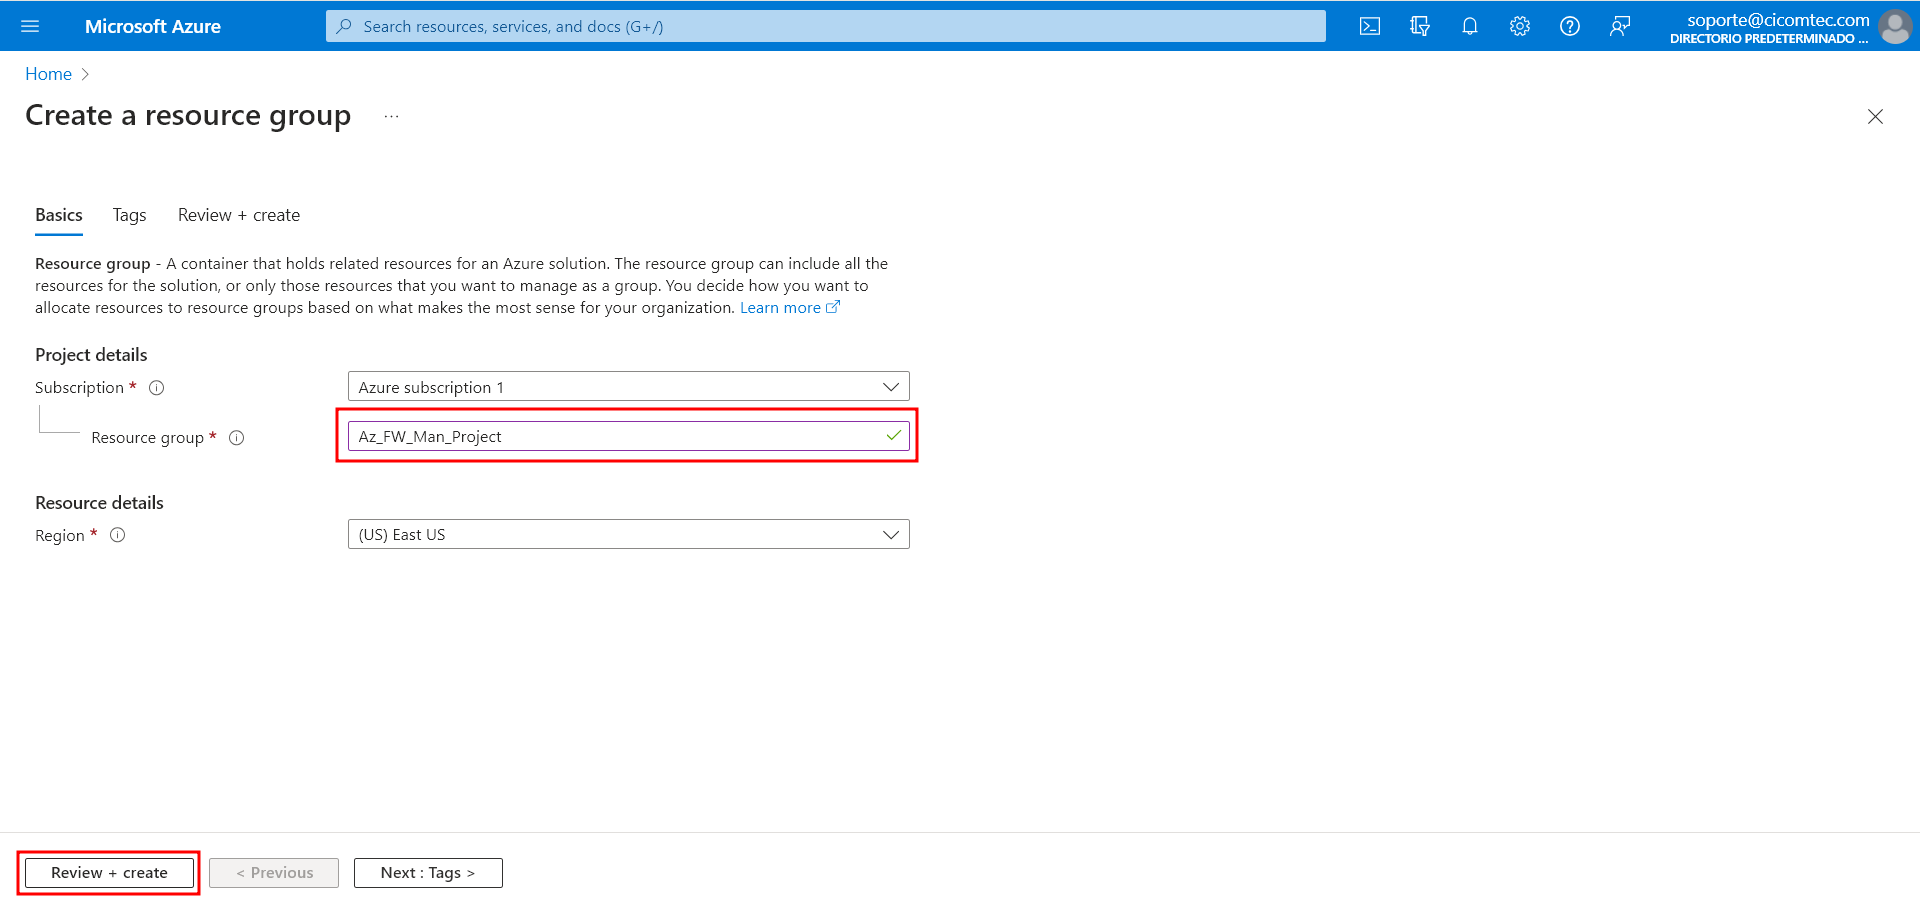 Microsoft Azure
Search resources, services, and docs (G+/)
soporte@cicomtec.com
DIRECTORIO PREDETERMINADO ...
Home
Create a resource group ...
Basics Tags Review + create
Resource group - A container that holds related resources for an Azure solution. The resource group can include all the
resources for the solution, or only those resources that you want to manage as a group. You decide how you want to
allocate resources to resource groups based on what makes the most sense for your organization. Learn more
Project details
Subscription * Azure subscription 1
Resource group * Az_FW_Man_Project
Resource details
Region * (US) East US
Review + create < Previous Next : Tags >